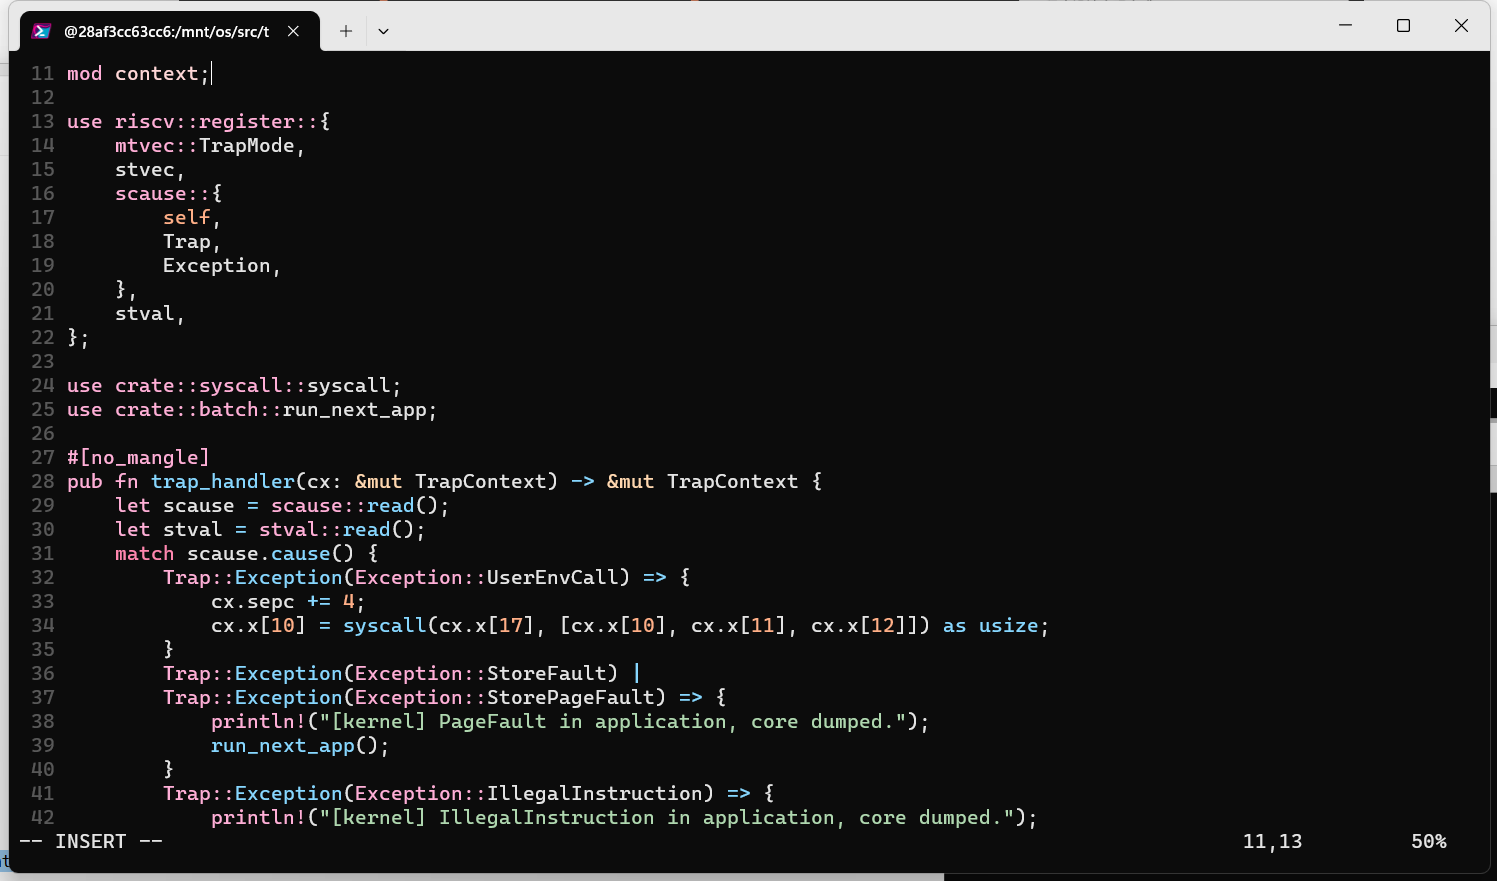 @28af3cc63cc6:/mnt/os/src/t
11 mod context;
12
13 use riscv::register::{
14     mtvec::TrapMode,
15     stvec,
16     scause::{
17         self,
18         Trap,
19         Exception,
20     },
21     stval,
22 };
23
24 use crate::syscall::syscall;
25 use crate::batch::run_next_app;
26
27 #[no_mangle]
28 pub fn trap_handler(cx: &mut TrapContext) -> &mut TrapContext {
29     let scause = scause::read();
30     let stval = stval::read();
31     match scause.cause() {
32         Trap::Exception(Exception::UserEnvCall) => {
33             cx.sepc += 4;
34             cx.x[10] = syscall(cx.x[17], [cx.x[10], cx.x[11], cx.x[12]]) as usize;
35         }
36         Trap::Exception(Exception::StoreFault) |
37         Trap::Exception(Exception::StorePageFault) => {
38             println!("[kernel] PageFault in application, core dumped.");
39             run_next_app();
40         }
41         Trap::Exception(Exception::IllegalInstruction) => {
42             println!("[kernel] IllegalInstruction in application, core dumped.");
-- INSERT -- 11,13 50%